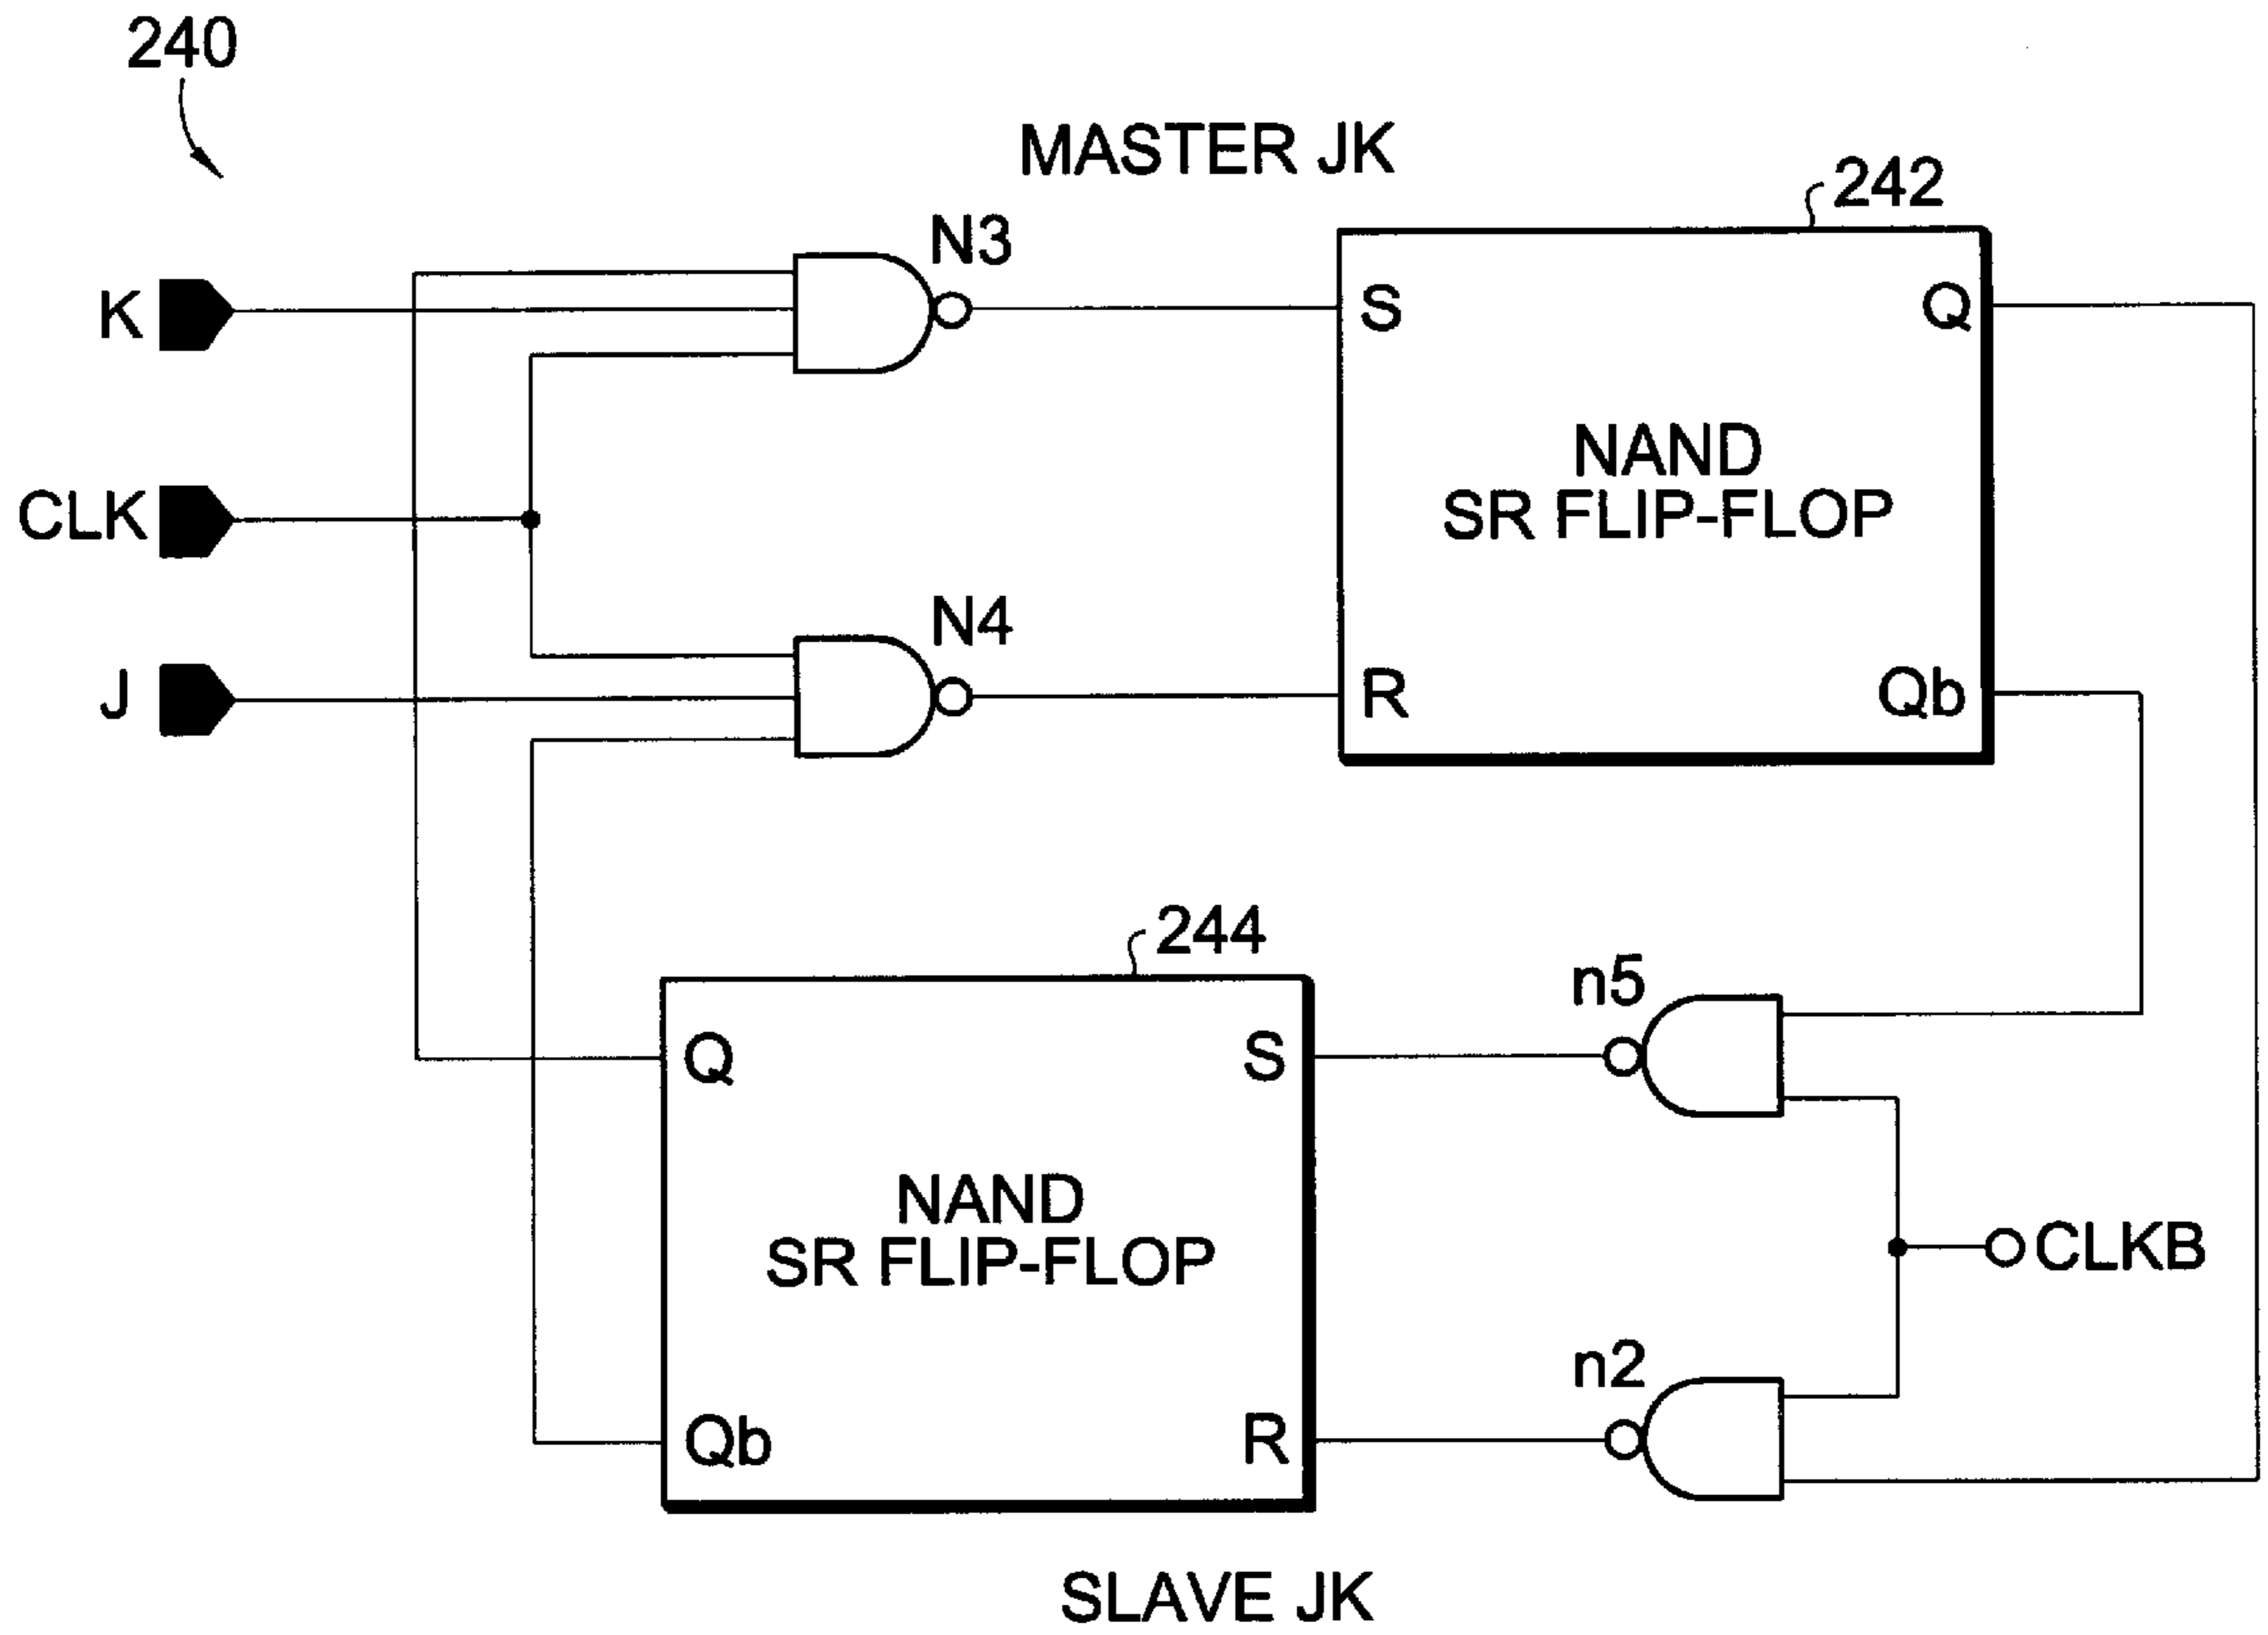 240
MASTER JK
242
N3
K
S
Q
NAND
SR FLIP-FLOP
CLK
N4
J
R
Qb
244
n5
Q
S
NAND
SR FLIP-FLOP
CLKB
n2
Qb
R
SLAVE JK